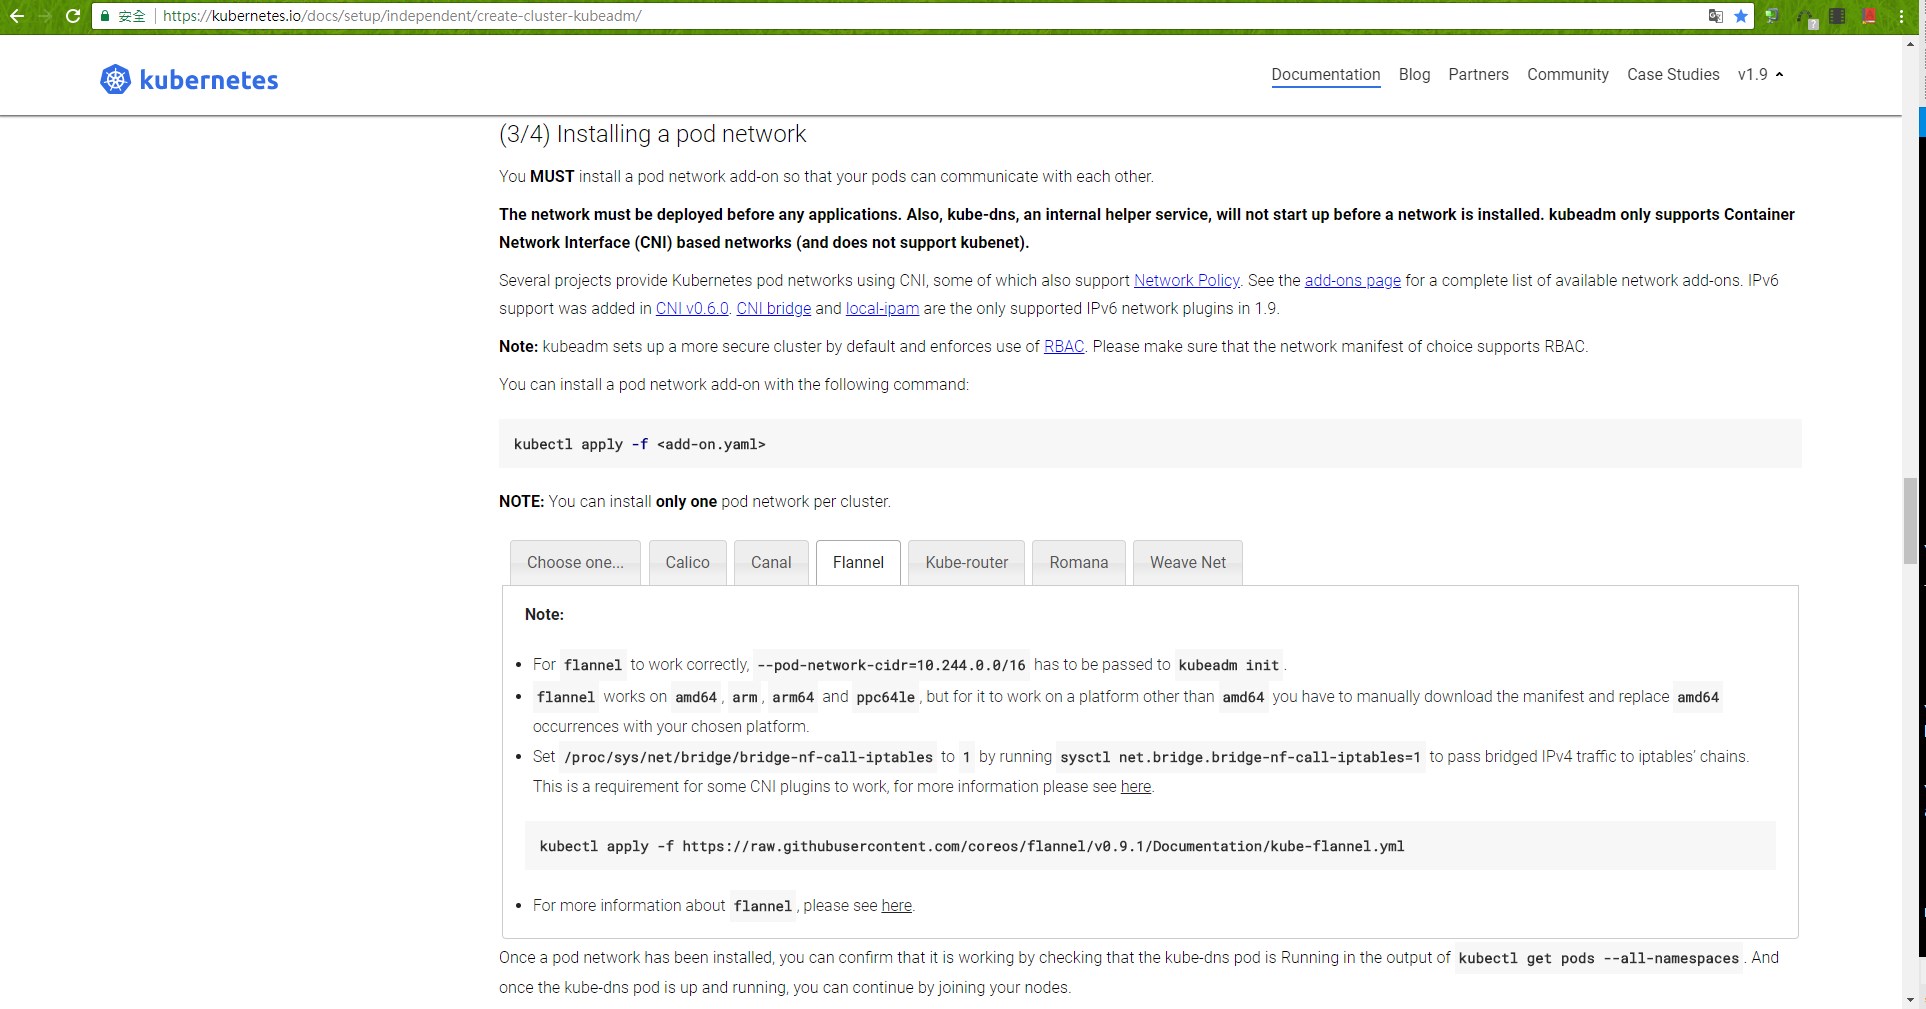 安全 https://kubernetes.io/docs/setup/independent/create-cluster-kubeadm/
kubernetes
Documentation Blog Partners Community Case Studies v1.9
(3/4) Installing a pod network
You MUST install a pod network add-on so that your pods can communicate with each other.
The network must be deployed before any applications. Also, kube-dns, an internal helper service, will not start up before a network is installed. kubeadm only supports Container
Network Interface (CNI) based networks (and does not support kubenet).
Several projects provide Kubernetes pod networks using CNI, some of which also support Network Policy. See the add-ons page for a complete list of available network add-ons. IPv6
support was added in CNI v0.6.0. CNI bridge and local-ipam are the only supported IPv6 network plugins in 1.9.
Note: kubeadm sets up a more secure cluster by default and enforces use of RBAC. Please make sure that the network manifest of choice supports RBAC.
You can install a pod network add-on with the following command:
kubectl apply -f <add-on.yaml>
NOTE: You can install only one pod network per cluster.
Choose one... Calico Canal Flannel Kube-router Romana Weave Net
Note:
• For flannel to work correctly, --pod-network-cidr=10.244.0.0/16 has to be passed to kubeadm init.
• flannel works on amd64, arm, arm64 and ppc64le, but for it to work on a platform other than amd64 you have to manually download the manifest and replace amd64
occurrences with your chosen platform.
• Set /proc/sys/net/bridge/bridge-nf-call-iptables to 1 by running sysctl net.bridge.bridge-nf-call-iptables=1 to pass bridged IPv4 traffic to iptables’ chains.
This is a requirement for some CNI plugins to work, for more information please see here.
kubectl apply -f https://raw.githubusercontent.com/coreos/flannel/v0.9.1/Documentation/kube-flannel.yml
• For more information about flannel, please see here.
Once a pod network has been installed, you can confirm that it is working by checking that the kube-dns pod is Running in the output of kubectl get pods --all-namespaces. And
once the kube-dns pod is up and running, you can continue by joining your nodes.